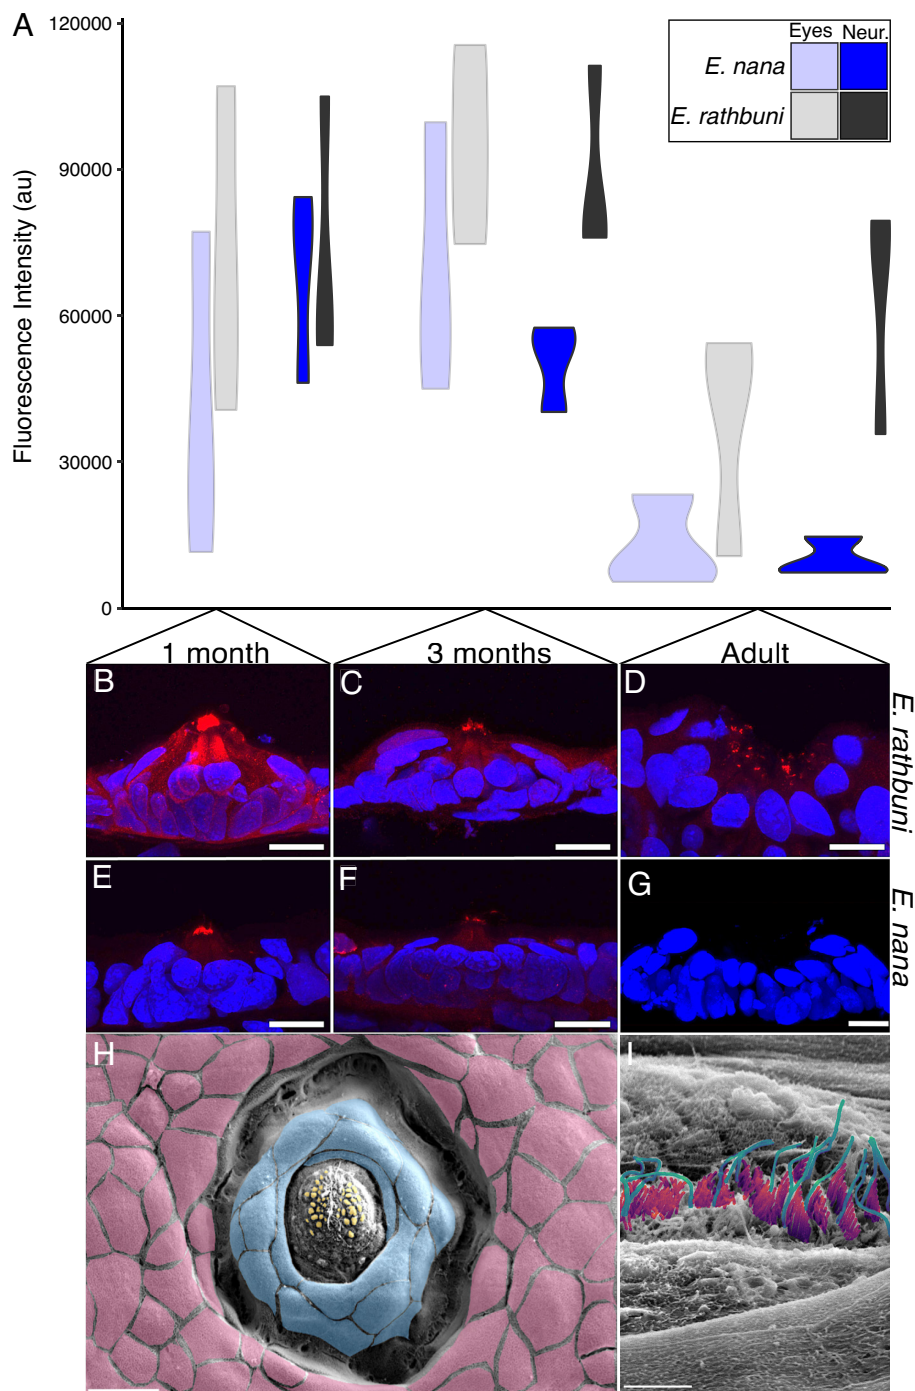 A
120000
90000
60000
30000
0
Fluorescence Intensity (au)
Eyes Neur.
E. nana
E. rathbuni
1 month 3 months Adult
B C D
E. rathbuni
E F G
E. nana
H I